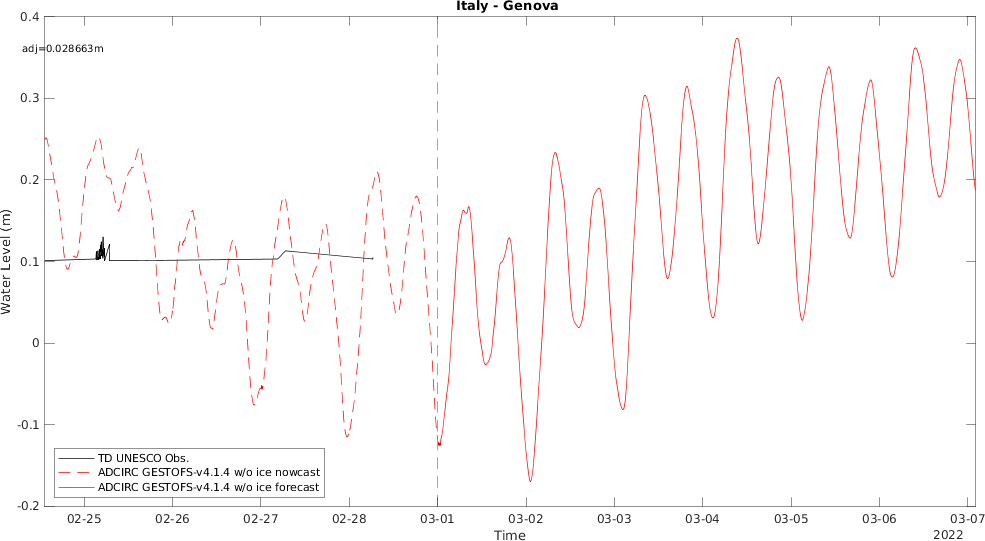 Italy - Genova
adj=0.028663m
0.4
0.3
0.2
0.1
0
-0.1
-0.2
Water Level (m)
TD UNESCO Obs.
ADCIRC GESTOFS-v4.1.4 w/o ice nowcast
ADCIRC GESTOFS-v4.1.4 w/o ice forecast
02-25 02-26 02-27 02-28 03-01 03-02 03-03 03-04 03-05 03-06 03-07
Time
2022